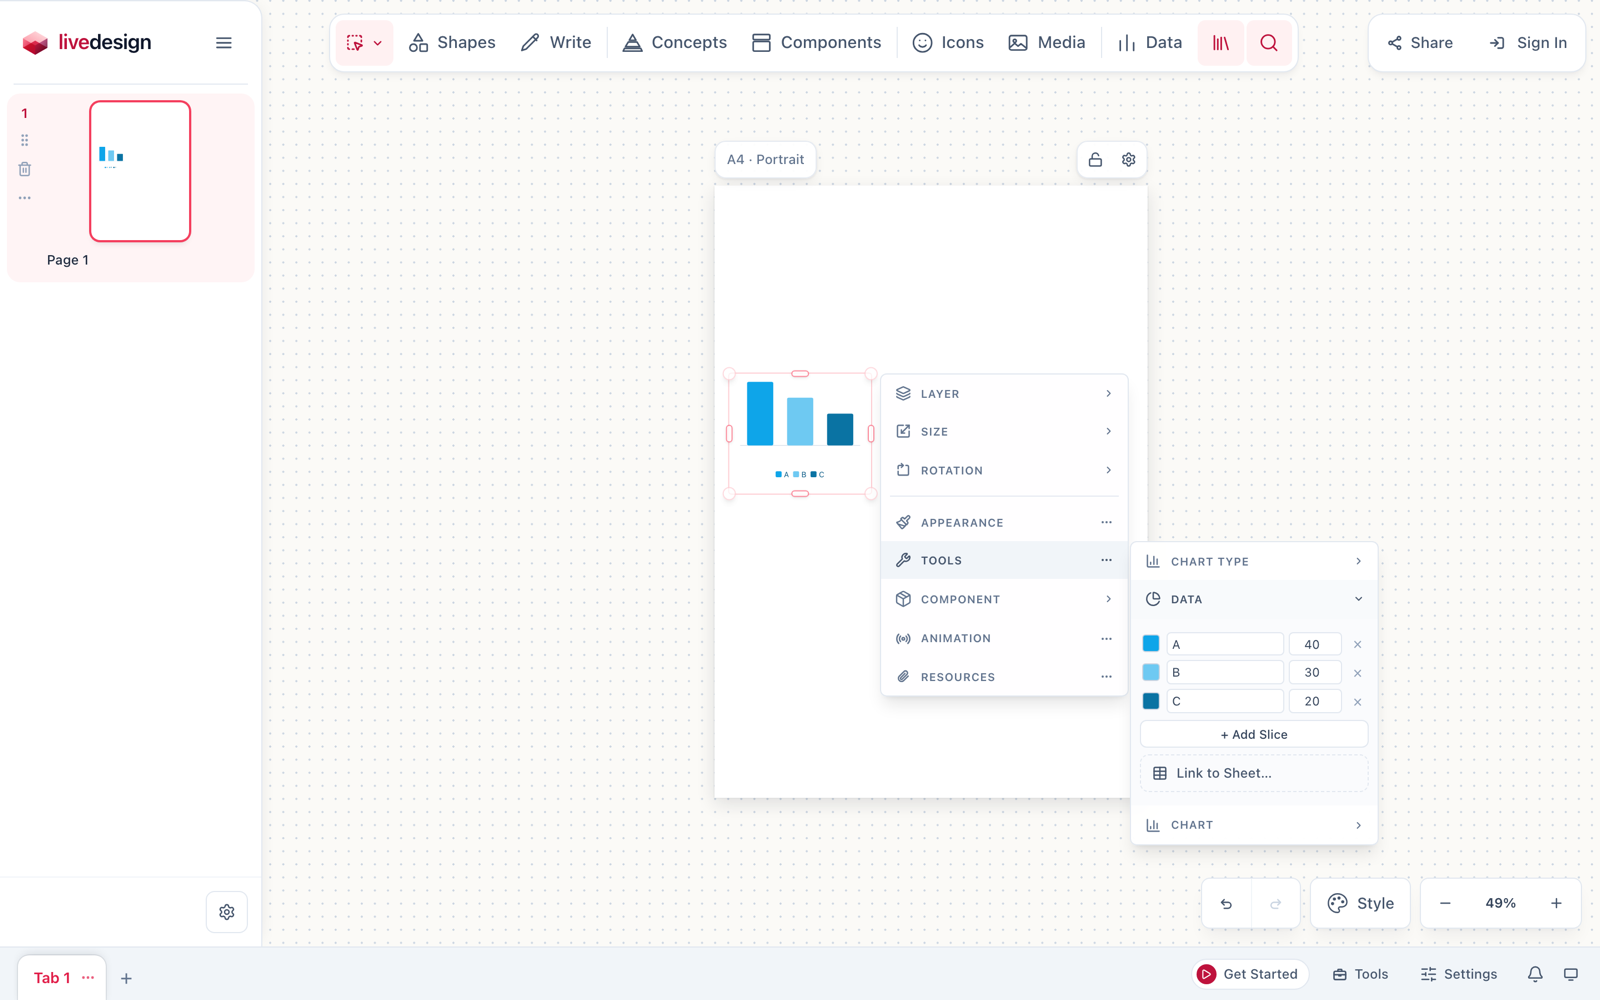 livedesign
Shapes
Write
Concepts
Components
Icons
Media
Data
Share
Sign In
1
Page 1
A4 · Portrait
A B C
LAYER
SIZE
ROTATION
APPEARANCE
TOOLS
COMPONENT
ANIMATION
RESOURCES
CHART TYPE
DATA
A 40
B 30
C 20
+ Add Slice
Link to Sheet...
CHART
Style
49%
Tab 1
Get Started
Tools
Settings